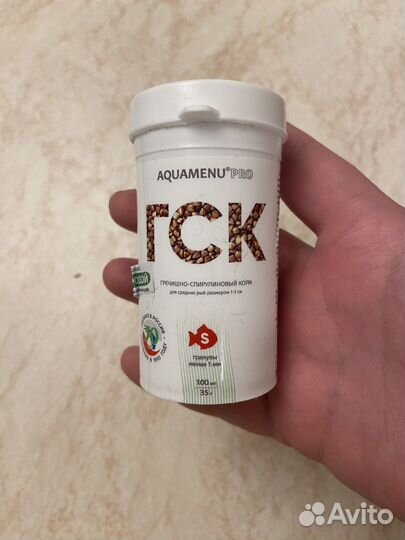 AQUAMENU® PRO
ГСК
ГРЕЧИШНО-СПИРУЛИНОВЫЙ КОРМ
для средних рыб размером 1-3 см
S
гранулы
менее 1 мм
100 мл
35 г
Avito